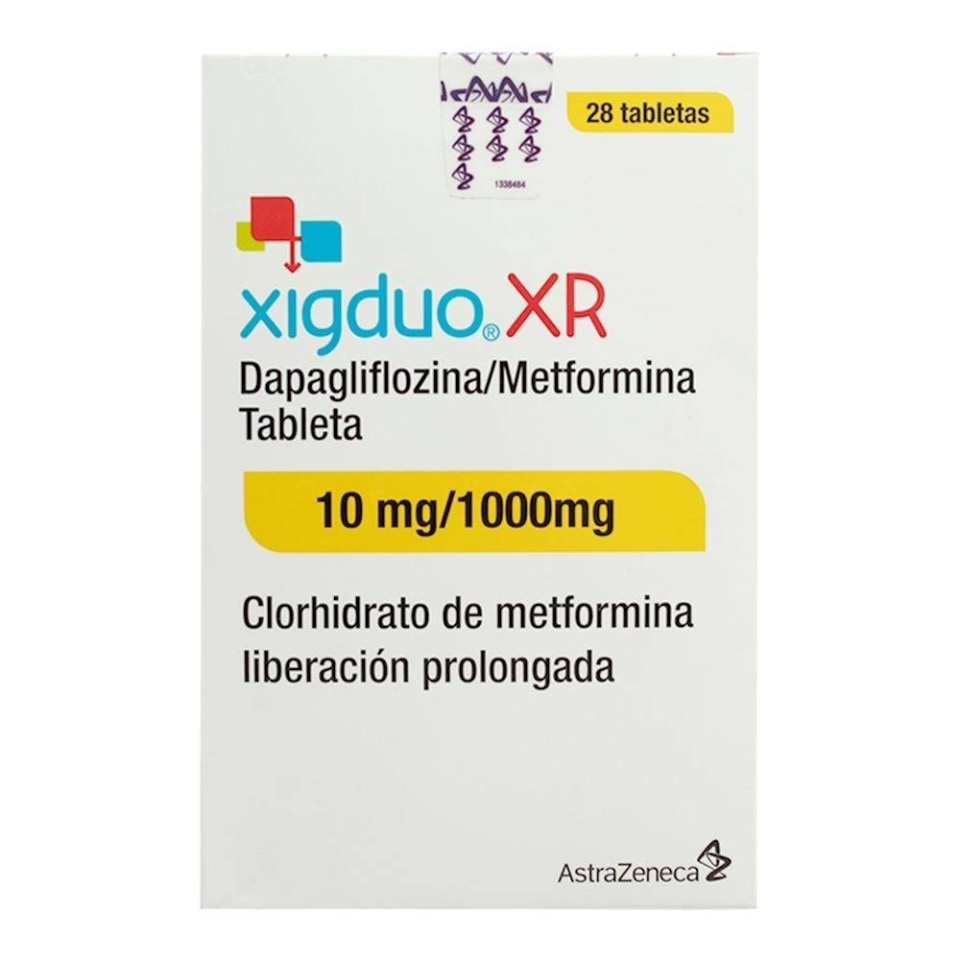 28 tabletas
1338484
xigduo® XR
Dapagliflozina/Metformina
Tableta
10 mg/1000mg
Clorhidrato de metformina
liberación prolongada
AstraZeneca